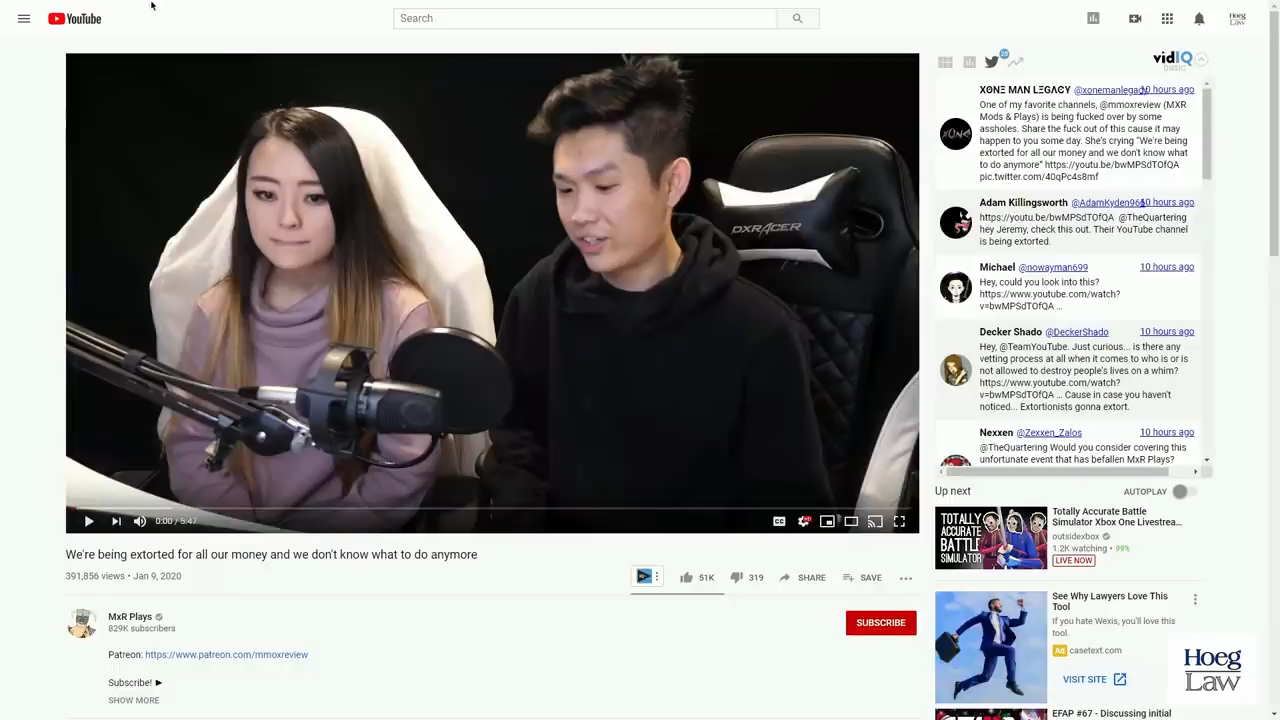 YouTube
Search
Hoeg
Law
DXRACER
0:00 / 5:47
We're being extorted for all our money and we don't know what to do anymore
391,856 views • Jan 9, 2020
51K
319
SHARE
SAVE
MxR Plays
829K subscribers
SUBSCRIBE
Patreon: https://www.patreon.com/mmoxreview
Subscribe! ►
SHOW MORE
vidIQ
basic
XΘNΞ MΛN LΞGΛCY @xonemanlegacy 10 hours ago
One of my favorite channels, @mmoxreview (MXR
Mods & Plays) is being fucked over by some
assholes. Share the fuck out of this cause it may
happen to you some day. She's crying "We're being
extorted for all our money and we don't know what
to do anymore" https://youtu.be/bwMPSdTOfQA
pic.twitter.com/40qPc4s8mf
Adam Killingsworth 10 hours ago
https://youtu.be/bwMPSdTOfQA @TheQuartering
hey Jeremy, check this out. Their YouTube channel
is being extorted.
Michael @nowayman699 10 hours ago
Hey, could you look into this?
https://www.youtube.com/watch?
v=bwMPSdTOfQA ...
Decker Shado @DeckerShado 10 hours ago
Hey, @TeamYouTube. Just curious... is there any
vetting process at all when it comes to who is or is
not allowed to destroy people's lives on a whim?
https://www.youtube.com/watch?
v=bwMPSdTOfQA ... Cause in case you haven't
noticed... Extortionists gonna extort.
Nexxen @Zexxen_Zalos 10 hours ago
@TheQuartering Would you consider covering this
unfortunate event that has befallen MxR Plays?
Up next
AUTOPLAY
TOTALLY
ACCURATE
BATTLE
SIMULATOR
Totally Accurate Battle
Simulator Xbox One Livestrea...
outsidexbox
1.2K watching • 99%
LIVE NOW
See Why Lawyers Love This
Tool
If you hate Wexis, you'll love this
tool.
Ad casetext.com
VISIT SITE
EFAP #67 - Discussing initial
Hoeg
Law